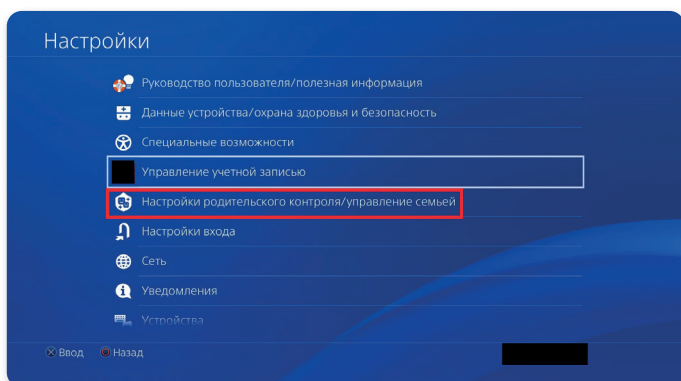 Настройки
Руководство пользователя/полезная информация
Данные устройства/охрана здоровья и безопасность
Специальные возможности
Управление учетной записью
Настройки родительского контроля/управление семьей
Настройки входа
Сеть
Уведомления
Устройства
Ввод Назад